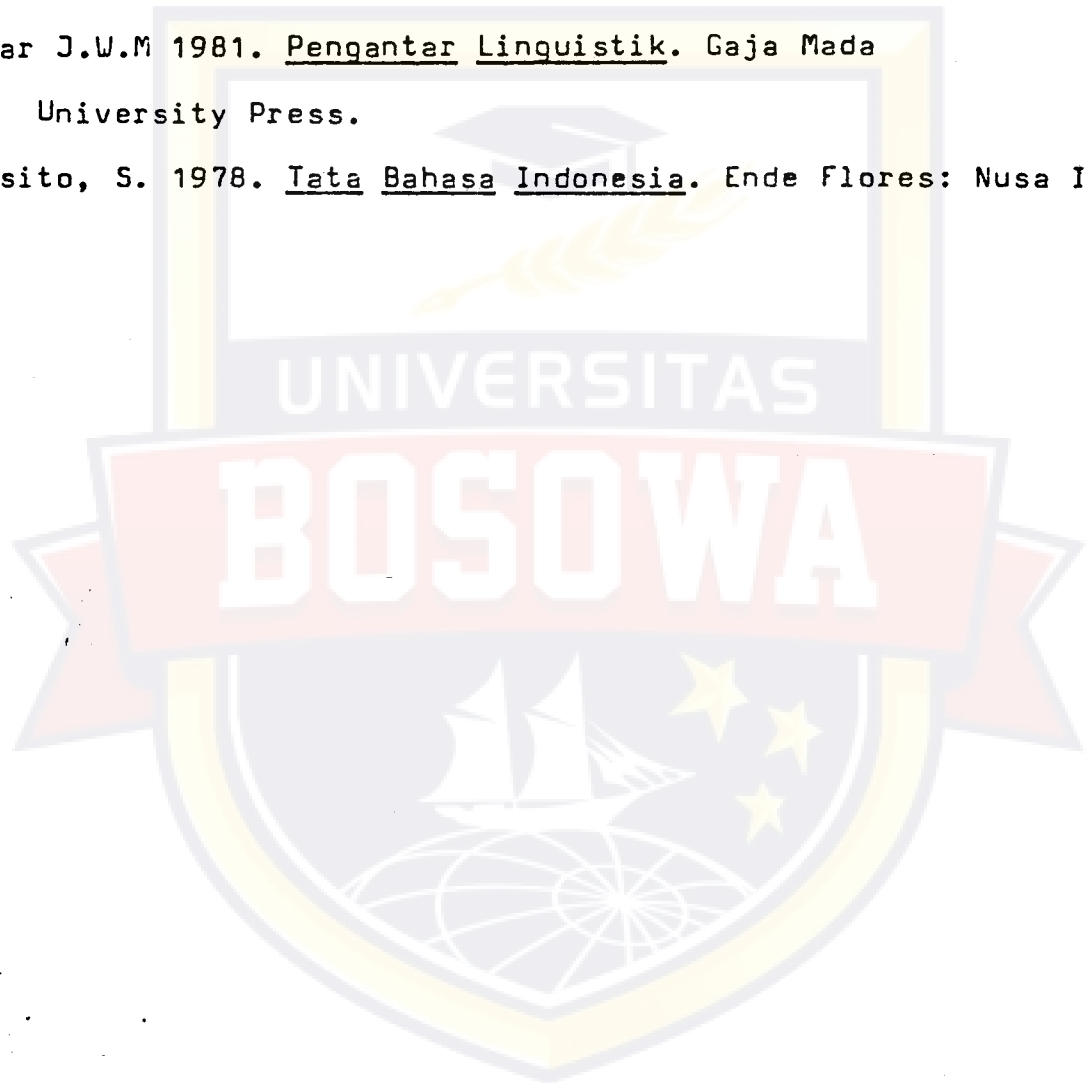 ar J.W.M 1981. Pengantar Linguistik. Gaja Mada
University Press.
sito, S. 1978. Tata Bahasa Indonesia. Ende Flores: Nusa I
UNIVERSITAS
BOSOWA